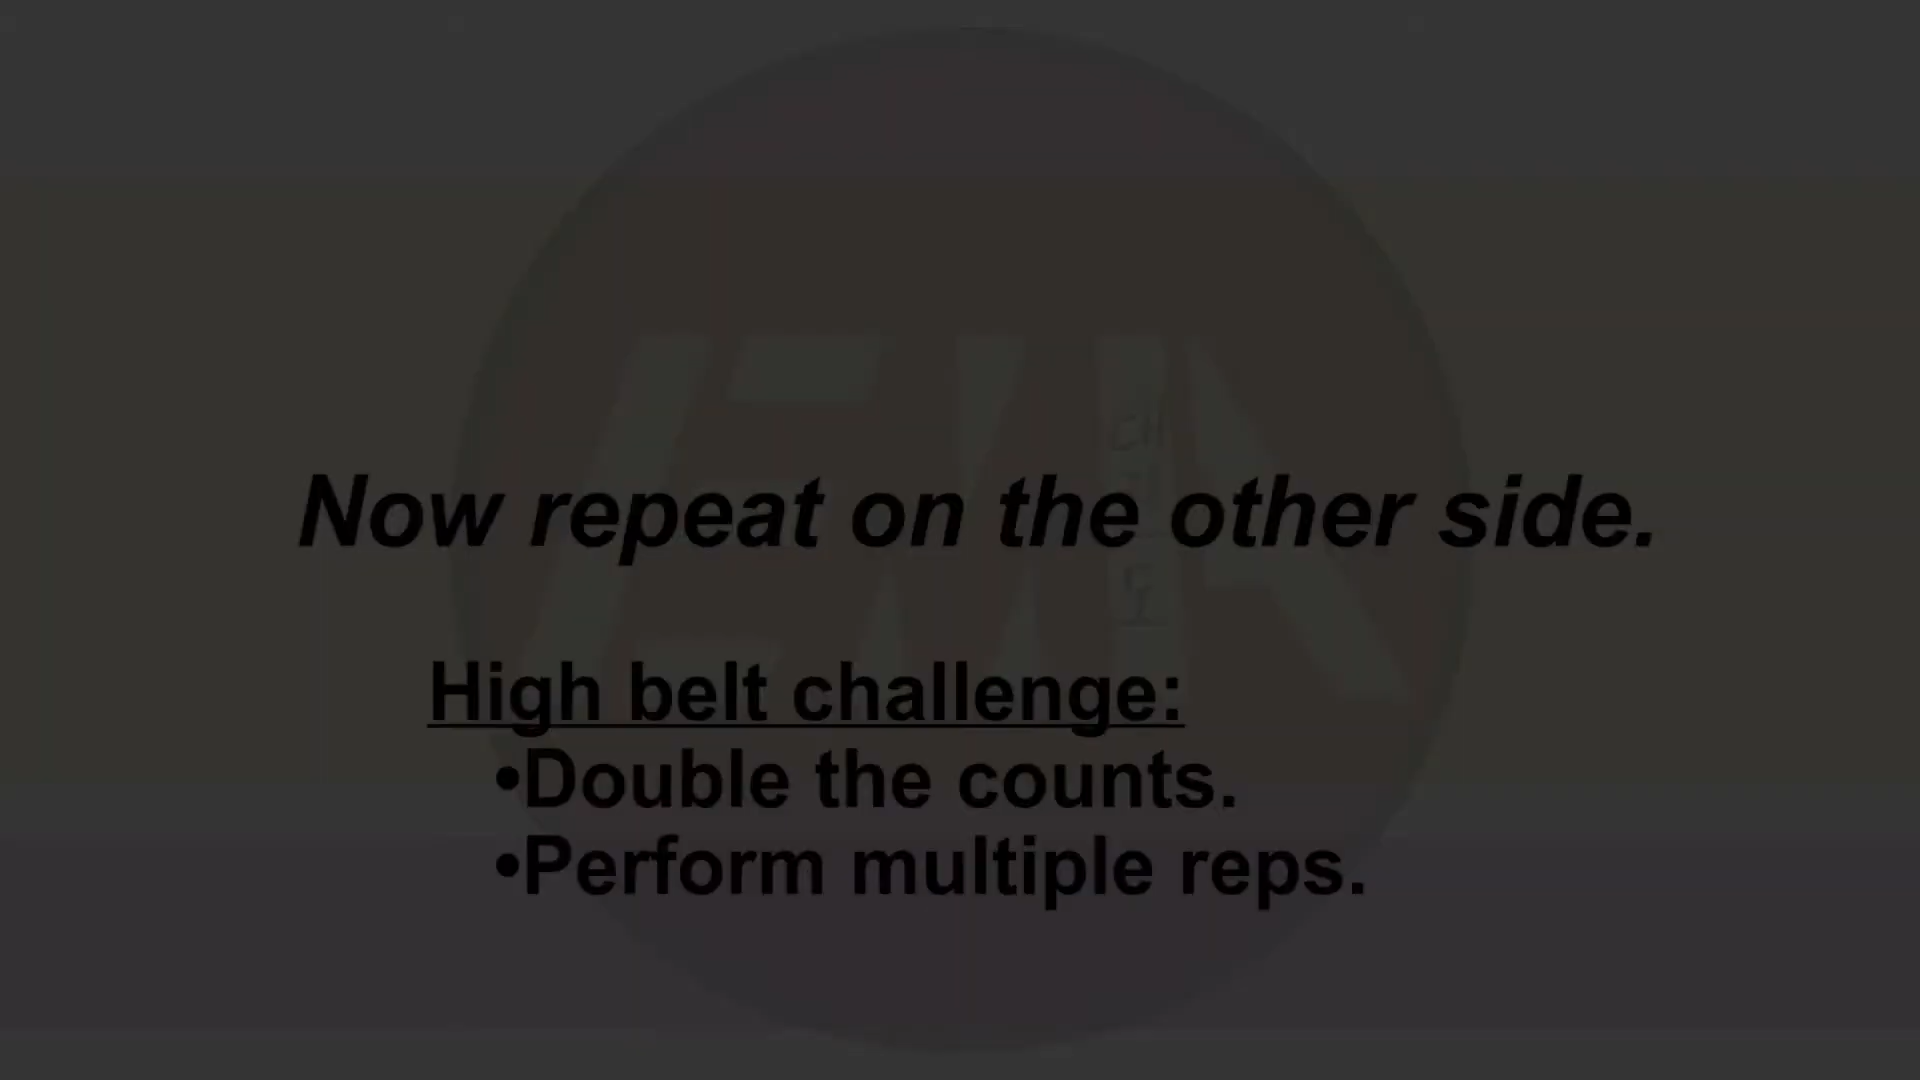 Now repeat on the other side.
High belt challenge:
•Double the counts.
•Perform multiple reps.